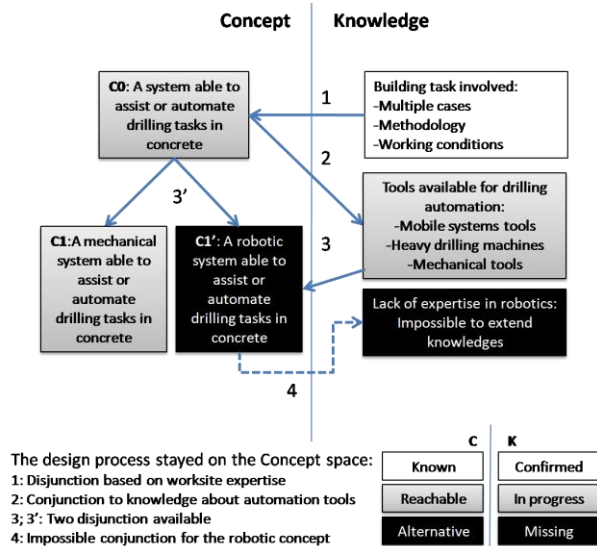 Concept Knowledge
C0: A system able to
assist or automate
drilling tasks in
concrete
1
Building task involved:
-Multiple cases
-Methodology
-Working conditions
2
3'
Tools available for drilling
automation:
-Mobile systems tools
-Heavy drilling machines
-Mechanical tools
3
C1:A mechanical
system able to
assist or
automate
drilling tasks in
concrete
C1': A robotic
system able to
assist or
automate
drilling tasks in
concrete
Lack of expertise in robotics:
Impossible to extend
knowledges
4
The design process stayed on the Concept space:
1: Disjunction based on worksite expertise
2: Conjunction to knowledge about automation tools
3; 3': Two disjunction available
4: Impossible conjunction for the robotic concept
C K
Known Confirmed
Reachable In progress
Alternative Missing